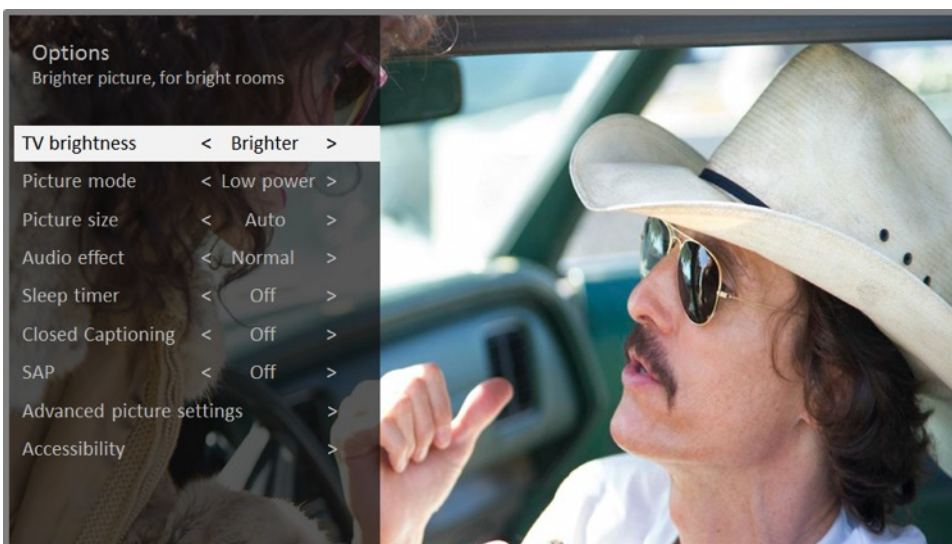 Options
Brighter picture, for bright rooms
TV brightness < Brighter >
Picture mode < Low power >
Picture size < Auto >
Audio effect < Normal >
Sleep timer < Off >
Closed Captioning < Off >
SAP < Off >
Advanced picture settings >
Accessibility >